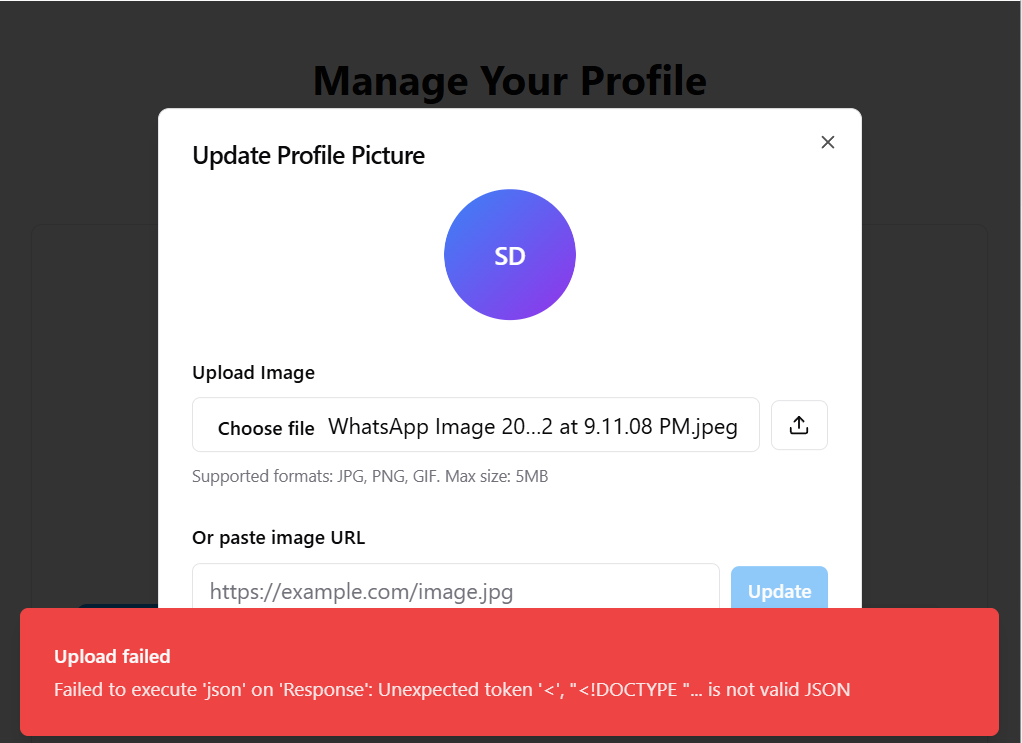 Manage Your Profile
Update Profile Picture
SD
Upload Image
Choose file WhatsApp Image 20...2 at 9.11.08 PM.jpeg
Supported formats: JPG, PNG, GIF. Max size: 5MB
Or paste image URL
https://example.com/image.jpg Update
Upload failed
Failed to execute 'json' on 'Response': Unexpected token '<', "<!DOCTYPE "... is not valid JSON